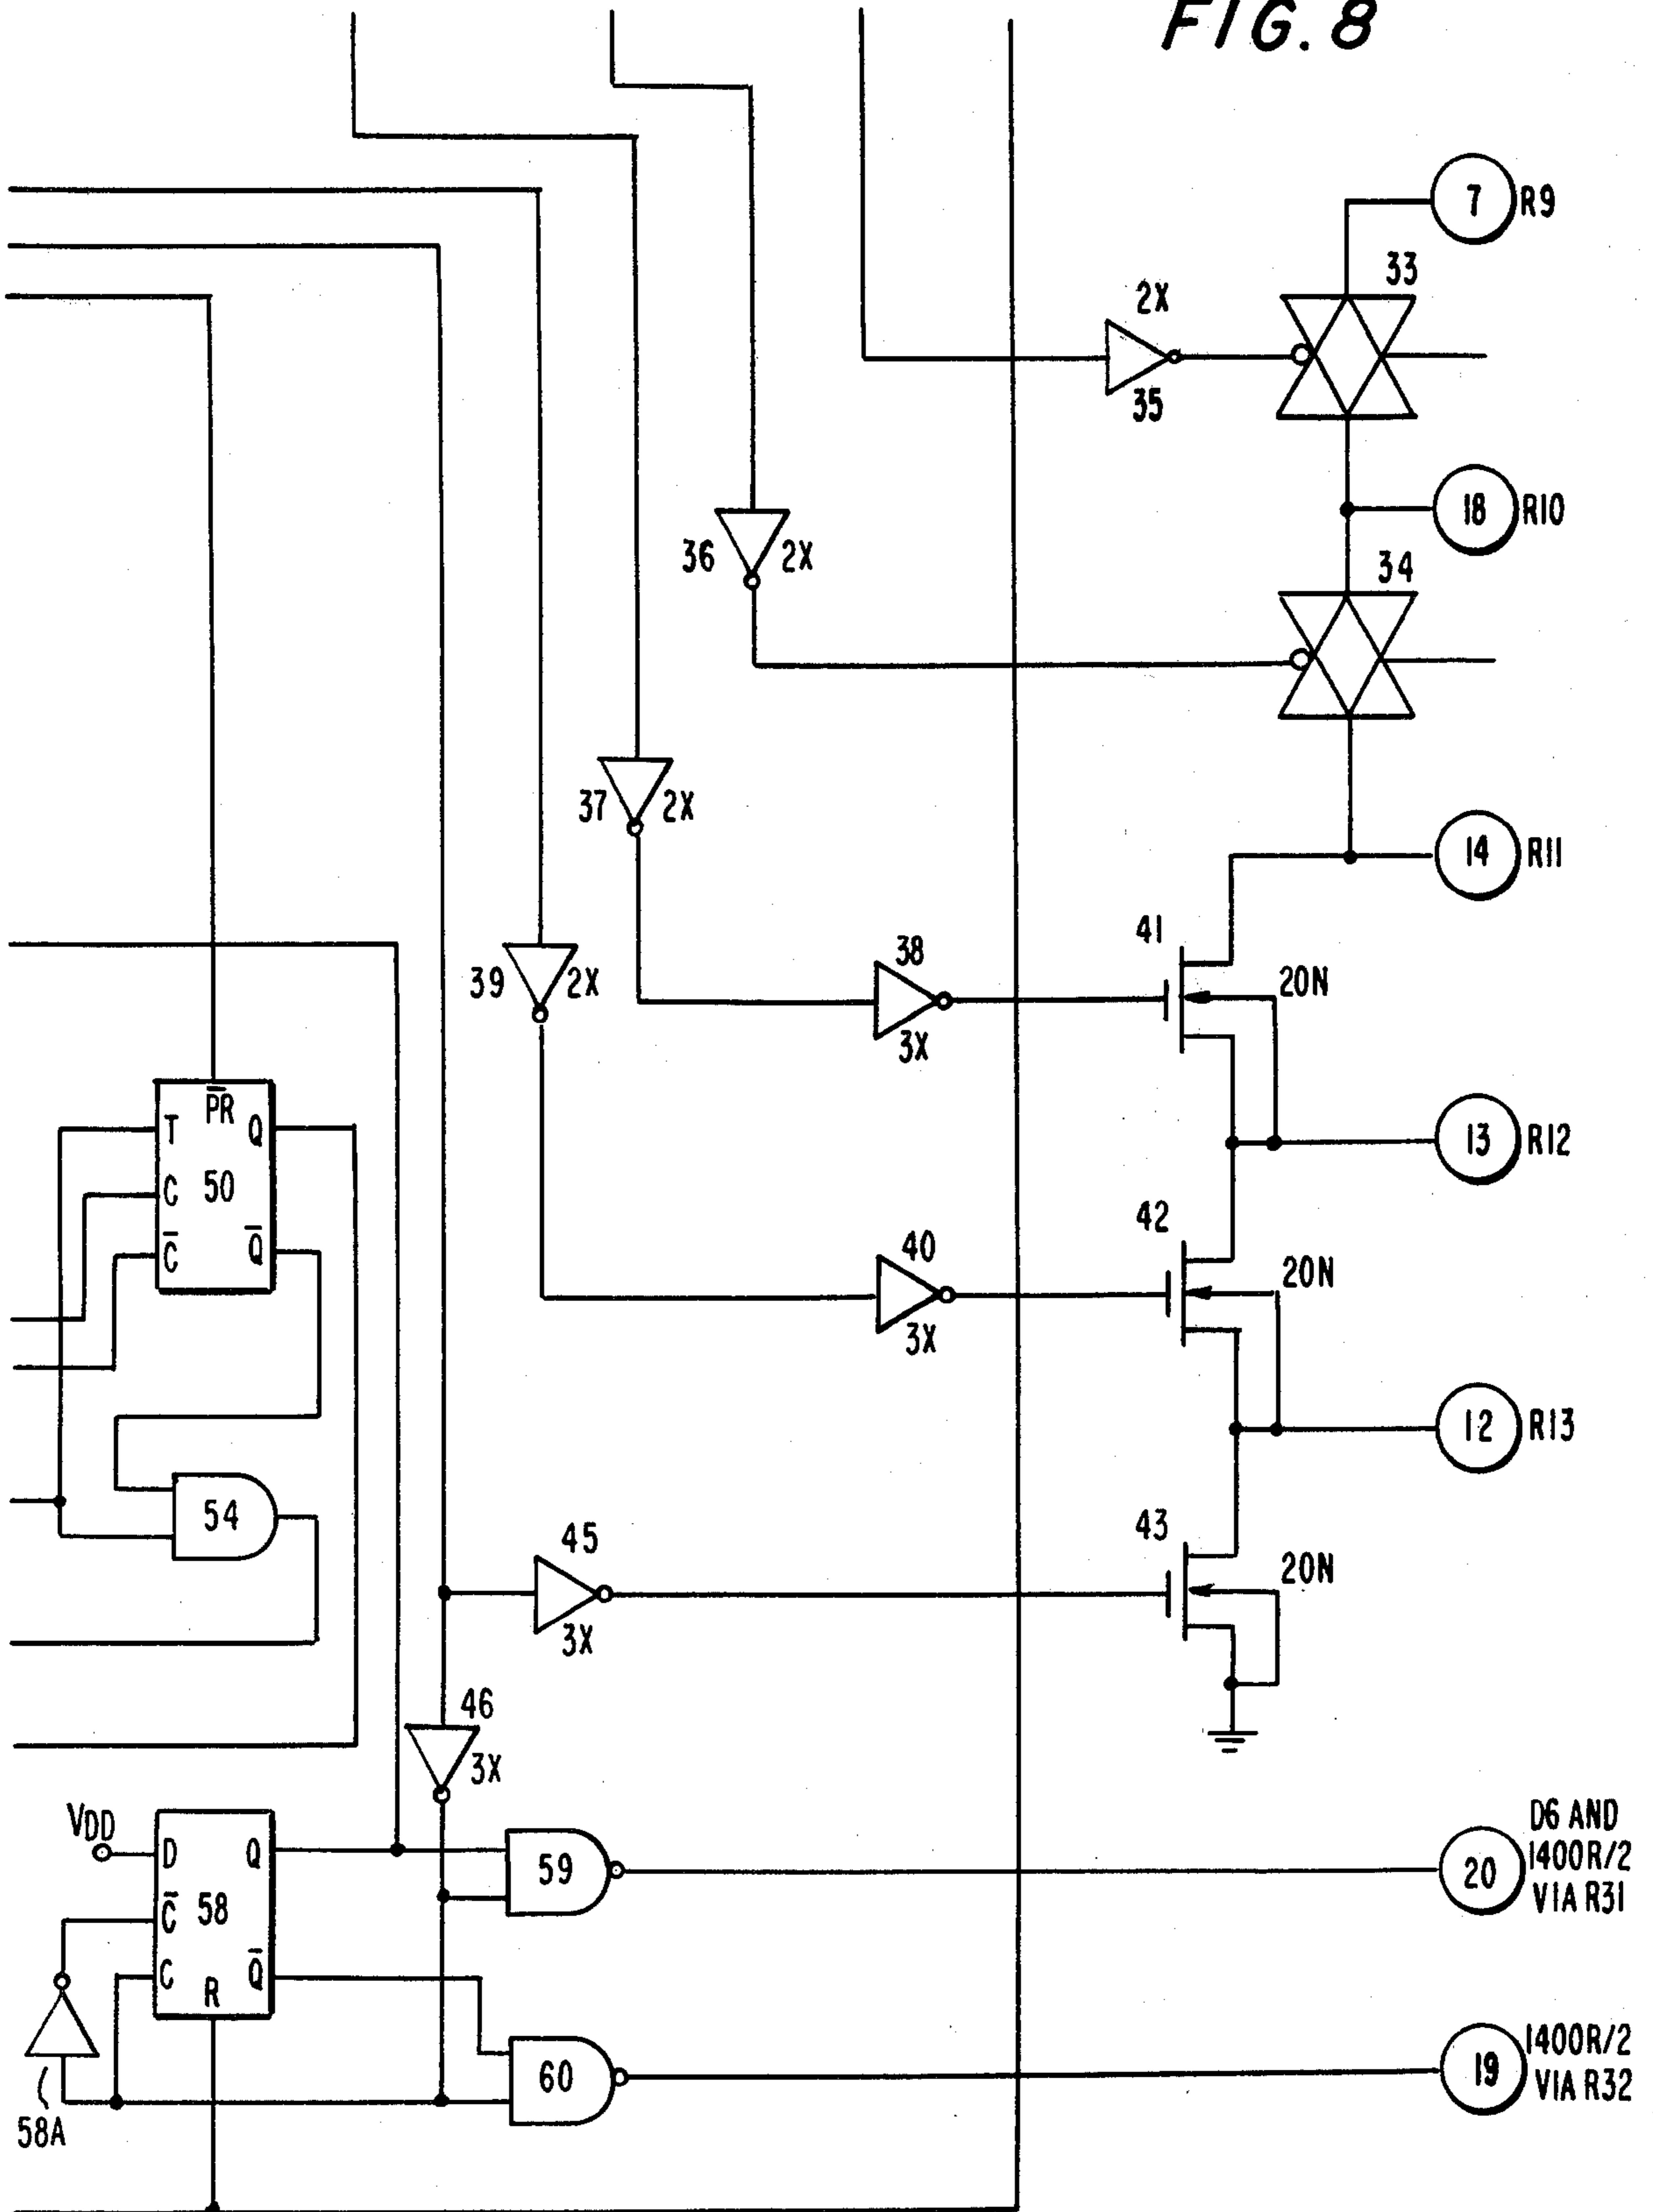 FIG. 8
7 R9
33
2X
35
18 R10
36 2X
34
37 2X
14 R11
41
38
39 2X
20N
3X
P̅R̅
T Q
13 R12
C 50
42
C̅ Q̅
40
20N
3X
12 R13
54
43
45
20N
3X
46
3X
VDD
D Q
59
20
D6 AND
1400R/2
VIA R31
C̅ 58
C Q̅
R
60
19
1400R/2
VIA R32
58A